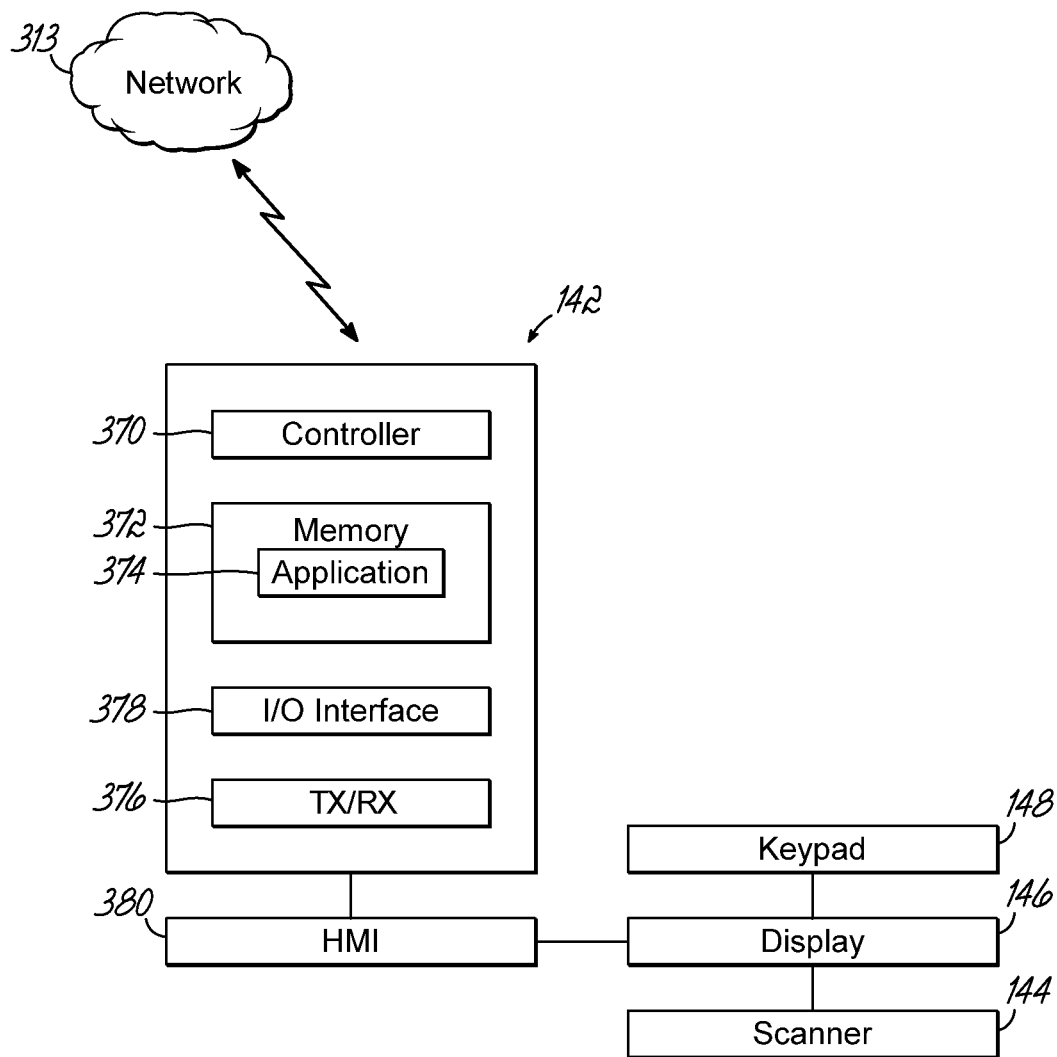 313
Network
142
370
Controller
372
Memory
374
Application
378
I/O Interface
376
TX/RX
148
Keypad
380
HMI
146
Display
144
Scanner